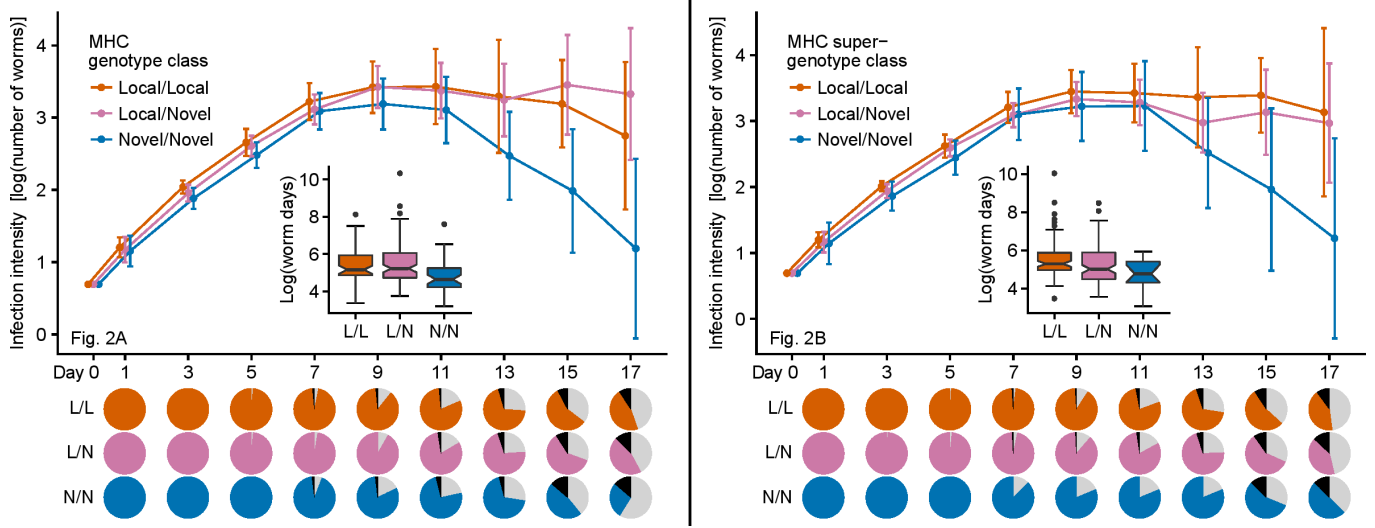 Infection intensity [log(number of worms)]
4
3
2
1
0
MHC
genotype class
Local/Local
Local/Novel
Novel/Novel
Log(worm days)
10
8
6
4
L/L L/N N/N
Fig. 2A
Day 0 1 3 5 7 9 11 13 15 17
L/L
L/N
N/N
Infection intensity [log(number of worms)]
4
3
2
1
0
MHC super−
genotype class
Local/Local
Local/Novel
Novel/Novel
Log(worm days)
10
8
6
4
L/L L/N N/N
Fig. 2B
Day 0 1 3 5 7 9 11 13 15 17
L/L
L/N
N/N